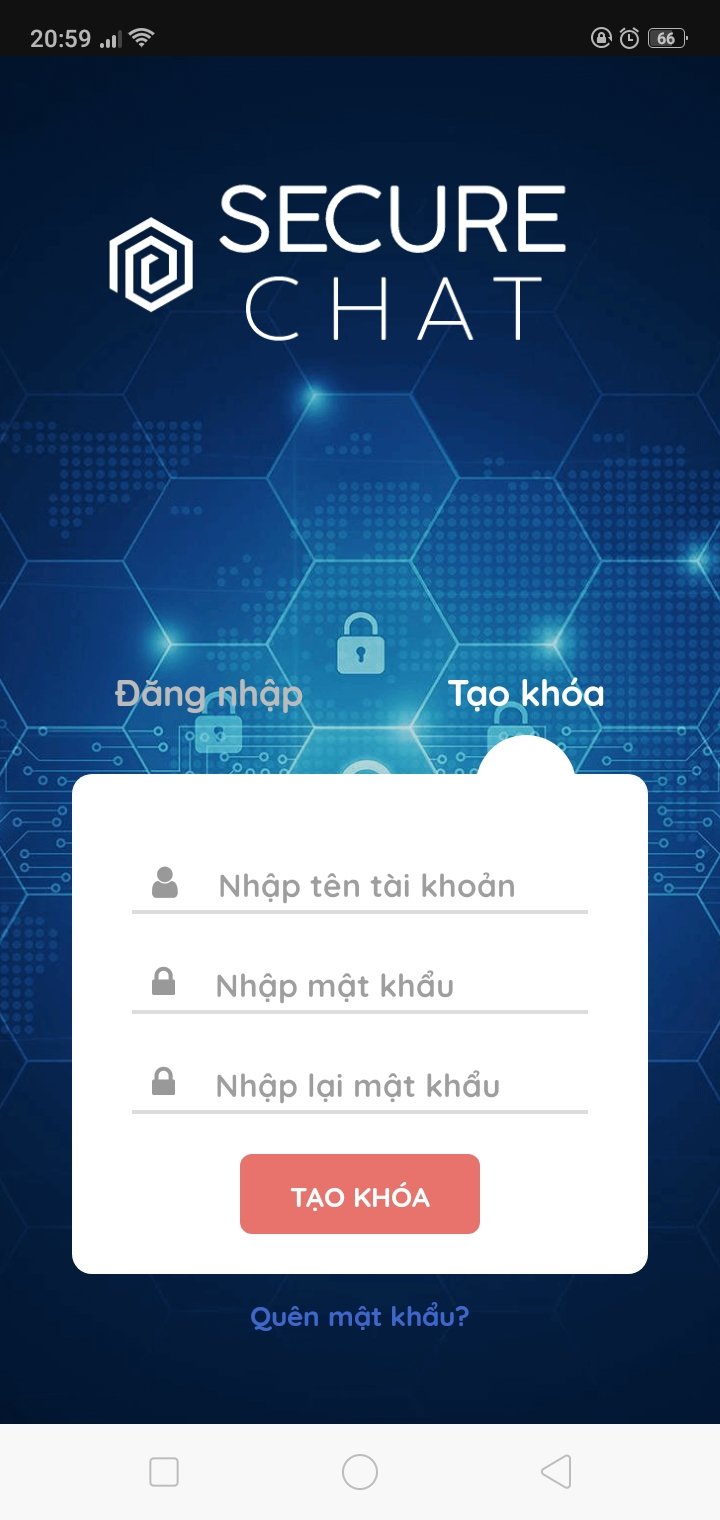 20:59
66
SECURE
CHAT
Đăng nhập
Tạo khóa
Nhập tên tài khoản
Nhập mật khẩu
Nhập lại mật khẩu
TẠO KHÓA
Quên mật khẩu?